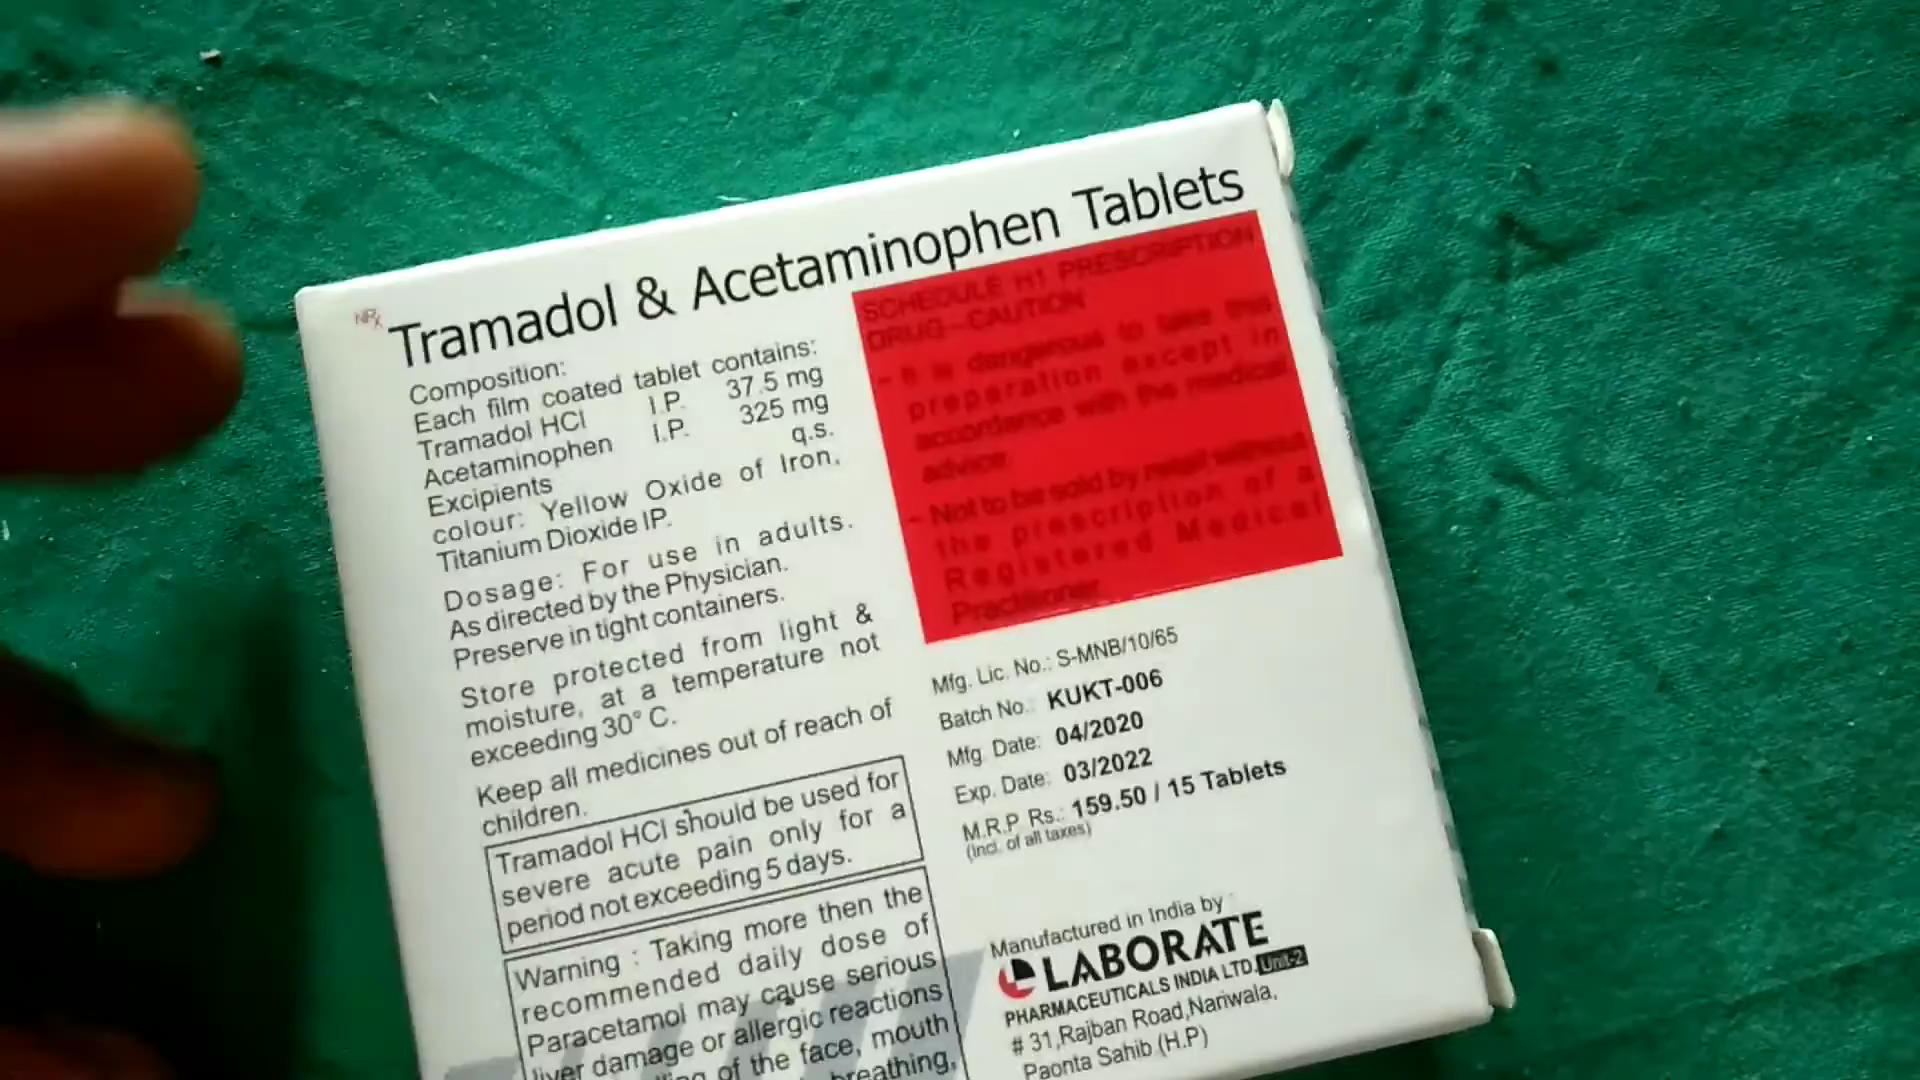 NRx
Tramadol & Acetaminophen Tablets
Composition:
Each film coated tablet contains:
Tramadol HCl I.P. 37.5 mg
Acetaminophen I.P. 325 mg
Excipients q.s.
colour: Yellow Oxide of Iron,
Titanium Dioxide IP.
Dosage: For use in adults.
As directed by the Physician.
Preserve in tight containers.
Store protected from light &
moisture, at a temperature not
exceeding 30° C.
Keep all medicines out of reach of
children.
Tramadol HCl should be used for
severe acute pain only for a
period not exceeding 5 days.
Warning : Taking more then the
recommended daily dose of
Paracetamol may cause serious
liver damage or allergic reactions
of the face, mouth
breathing,
SCHEDULE H1 PRESCRIPTION
DRUG-CAUTION
- It is dangerous to take this
preparation except in
accordance with the medical
advice.
- Not to be sold by retail without
the prescription of a
Registered Medical
Practitioner
Mfg. Lic. No.: S-MNB/10/65
Batch No.: KUKT-006
Mfg. Date: 04/2020
Exp. Date: 03/2022
M.R.P Rs.: 159.50 / 15 Tablets
(Incl. of all taxes)
Manufactured in India by :
LABORATE
PHARMACEUTICALS INDIA LTD. Unit-2
# 31,Rajban Road,Nariwala,
Paonta Sahib (H.P)